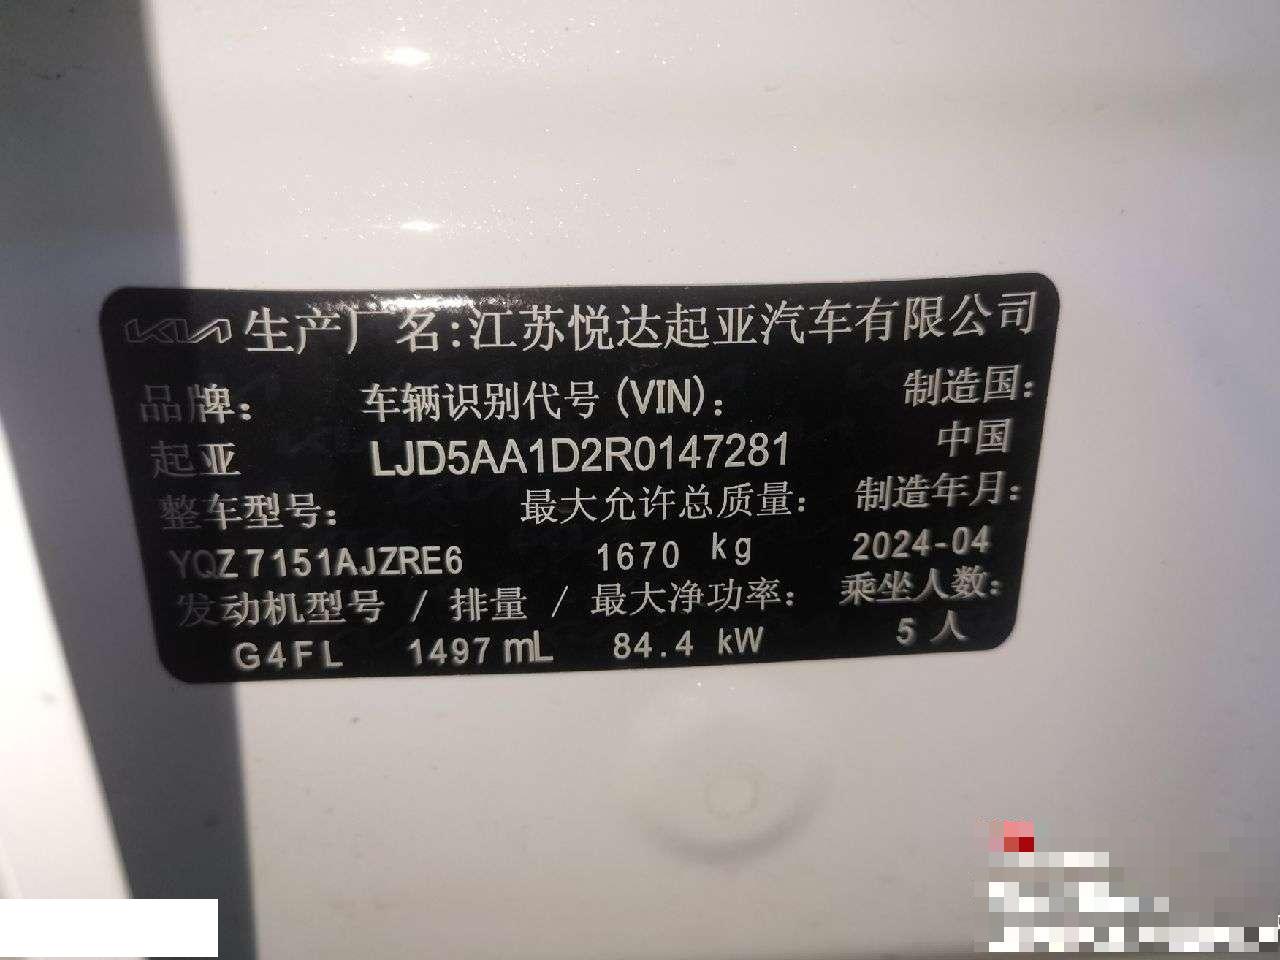 KIA 生产厂名:江苏悦达起亚汽车有限公司
品牌: 车辆识别代号(VIN): 制造国:
起亚 LJD5AA1D2R0147281 中国
整车型号: 最大允许总质量: 制造年月:
YQZ7151AJZRE6 1670 kg 2024-04
发动机型号 / 排量 / 最大净功率: 乘坐人数:
G4FL 1497 mL 84.4 kW 5 人